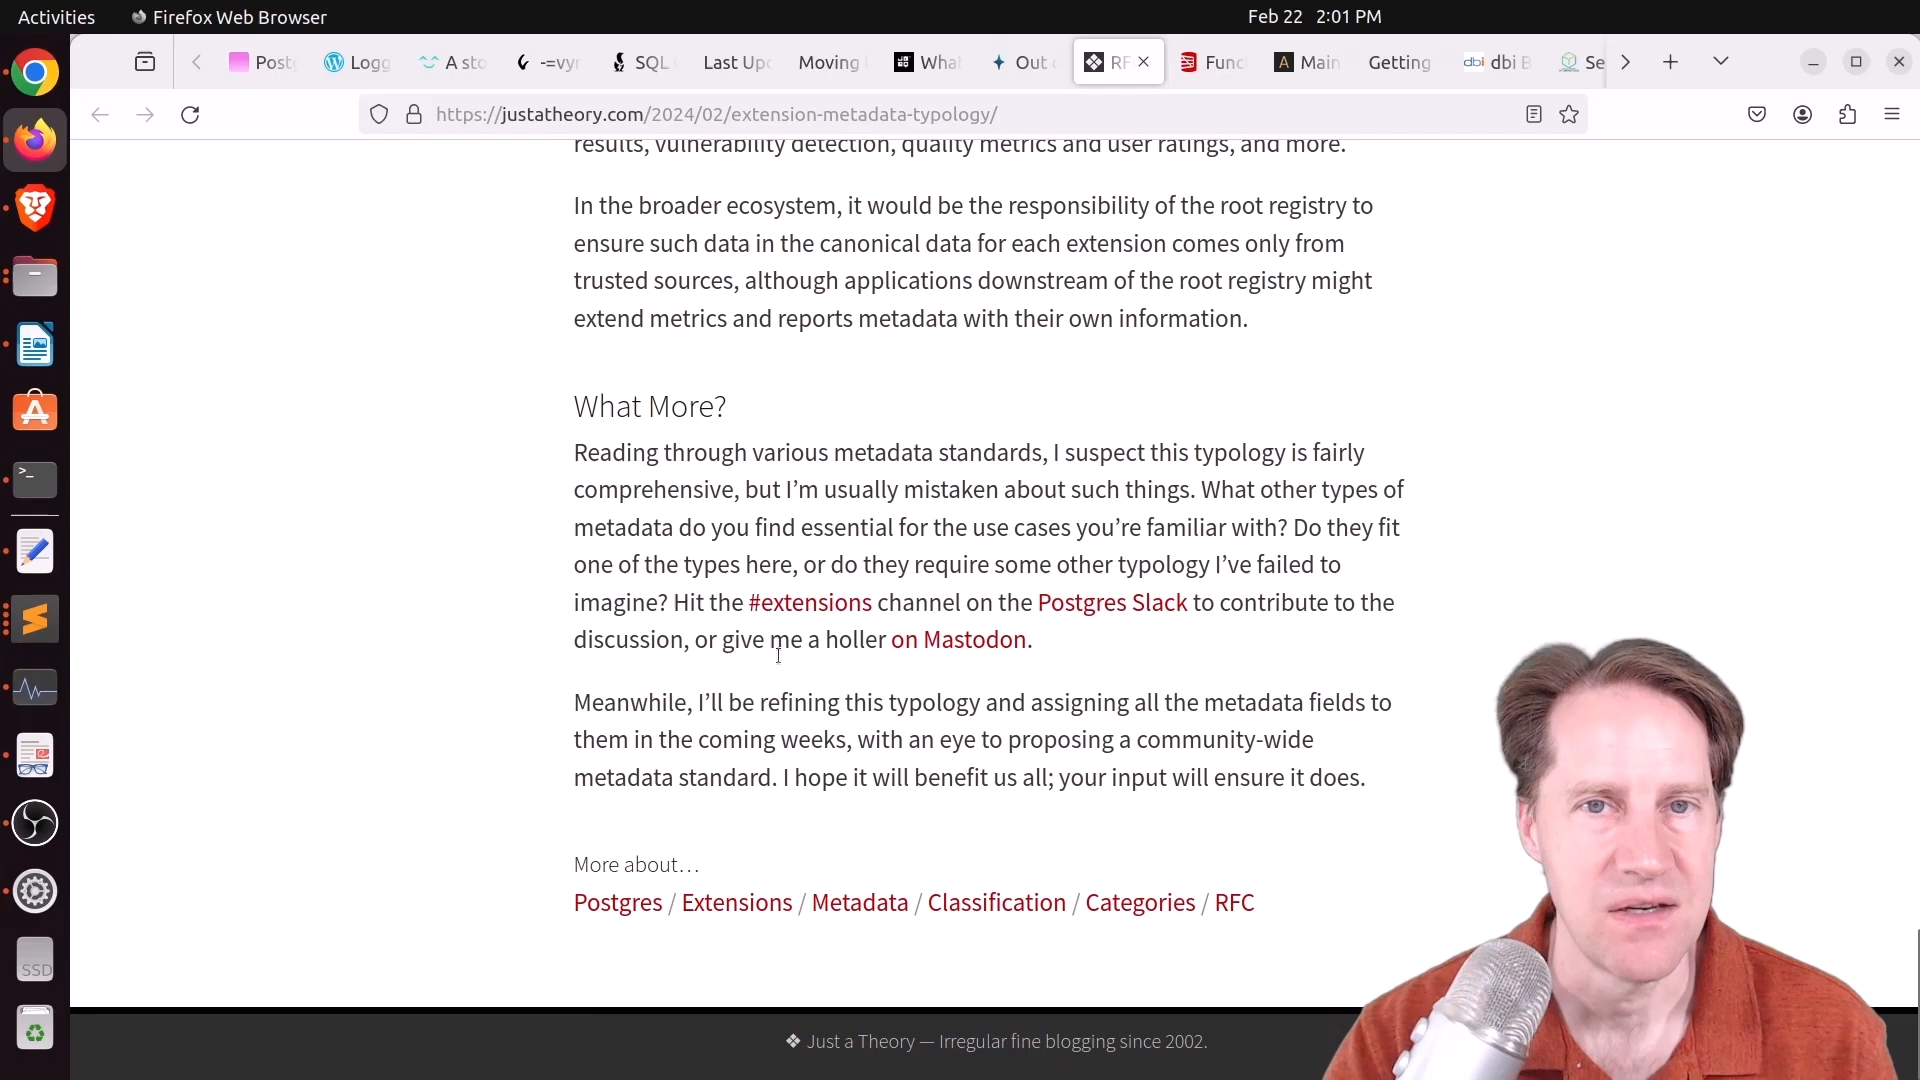 Activities
Firefox Web Browser
Feb 22 2:01 PM
Post
Logg
A sto
-=vyr
SQL
Last Upd
Moving
What
Out
RF
Func
Main
Getting
dbi
dbi B
Se
https://justatheory.com/2024/02/extension-metadata-typology/
results, vulnerability detection, quality metrics and user ratings, and more.
In the broader ecosystem, it would be the responsibility of the root registry to
ensure such data in the canonical data for each extension comes only from
trusted sources, although applications downstream of the root registry might
extend metrics and reports metadata with their own information.
What More?
Reading through various metadata standards, I suspect this typology is fairly
comprehensive, but I’m usually mistaken about such things. What other types of
metadata do you find essential for the use cases you’re familiar with? Do they fit
one of the types here, or do they require some other typology I’ve failed to
imagine? Hit the #extensions channel on the Postgres Slack to contribute to the
discussion, or give me a holler on Mastodon.
Meanwhile, I’ll be refining this typology and assigning all the metadata fields to
them in the coming weeks, with an eye to proposing a community-wide
metadata standard. I hope it will benefit us all; your input will ensure it does.
More about…
Postgres / Extensions / Metadata / Classification / Categories / RFC
SSD
❖ Just a Theory — Irregular fine blogging since 2002.